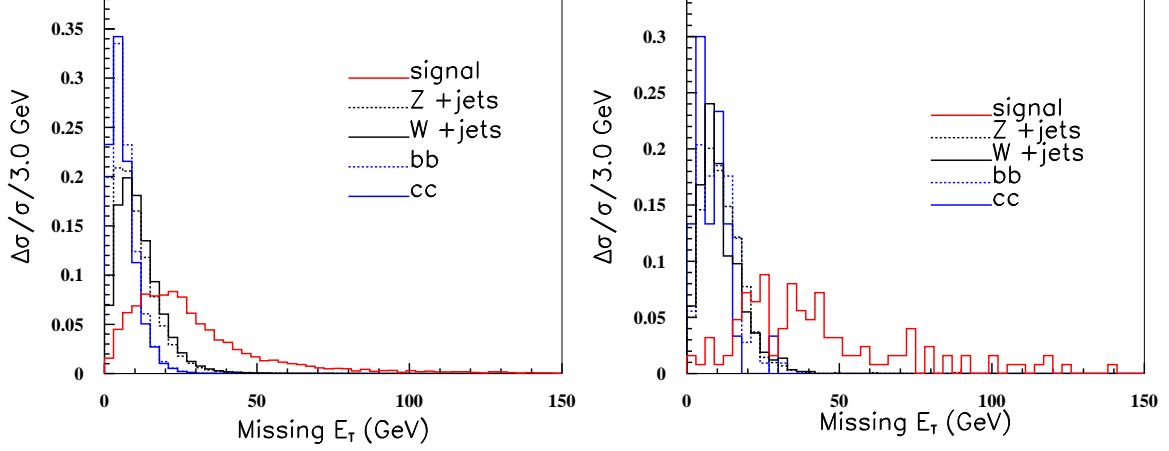 Δσ/σ/3.0 GeV
0.35
0.3
0.25
0.2
0.15
0.1
0.05
0
signal
Z +jets
W +jets
bb
cc
0 50 100 150
Missing E_T (GeV)
Δσ/σ/3.0 GeV
0.3
0.25
0.2
0.15
0.1
0.05
0
signal
Z +jets
W +jets
bb
cc
0 50 100 150
Missing E_T (GeV)